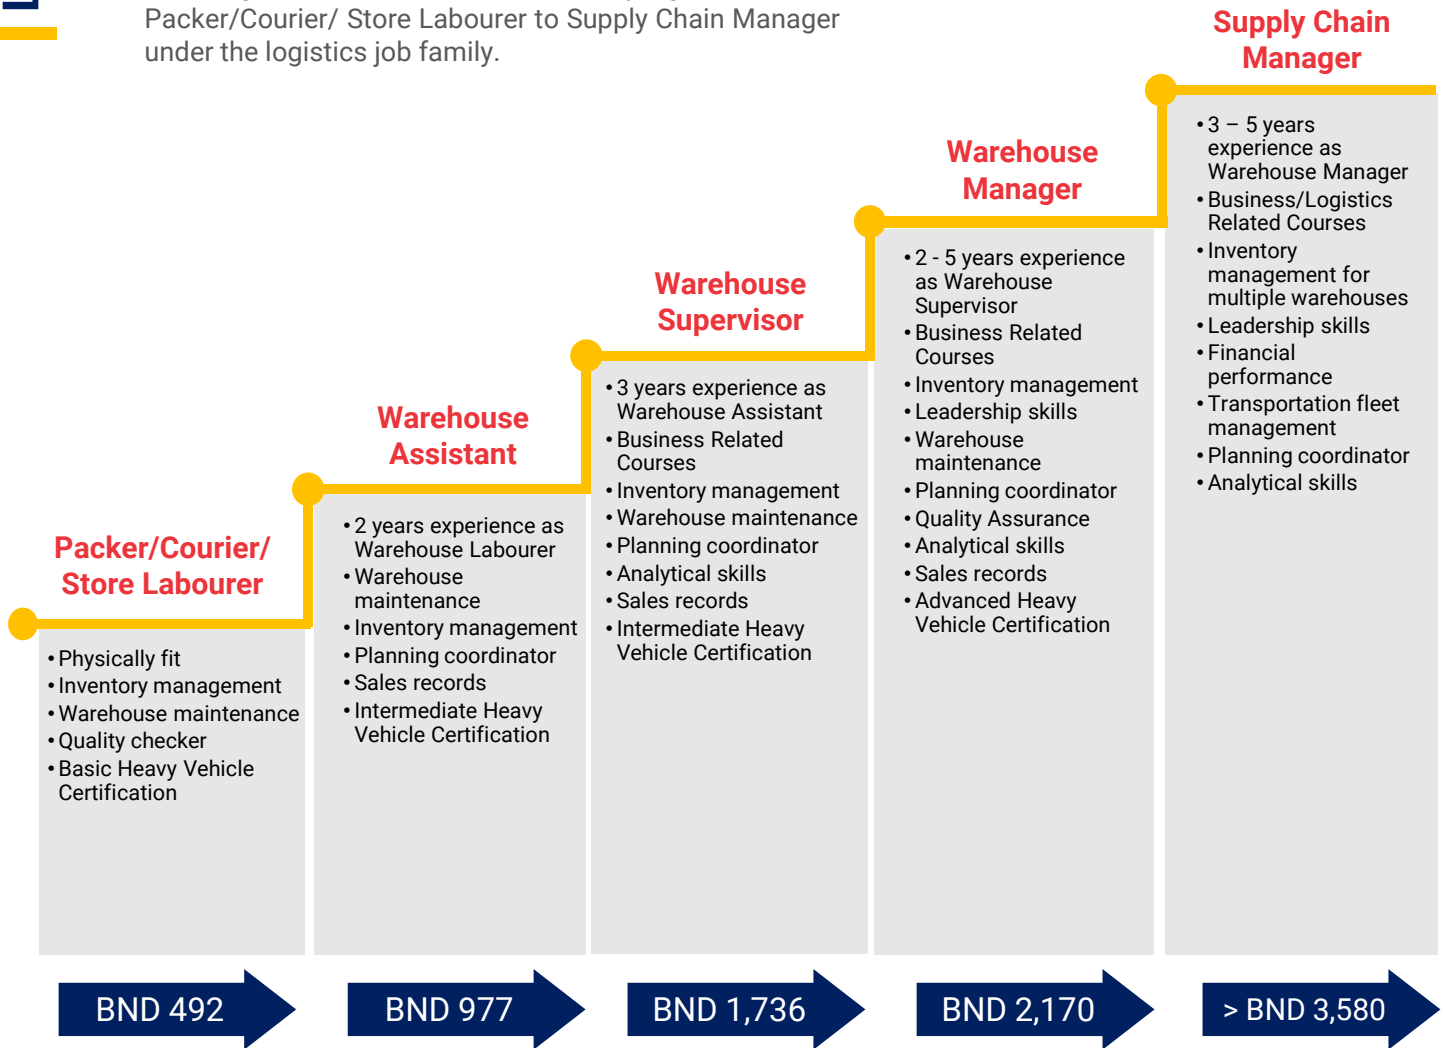 Packer/Courier/ Store Labourer to Supply Chain Manager
under the logistics job family.
Supply Chain
Manager
• 3 – 5 years
experience as
Warehouse Manager
• Business/Logistics
Related Courses
• Inventory
management for
multiple warehouses
• Leadership skills
• Financial
performance
• Transportation fleet
management
• Planning coordinator
• Analytical skills
Warehouse
Manager
• 2 - 5 years experience
as Warehouse
Supervisor
• Business Related
Courses
• Inventory management
• Leadership skills
• Warehouse
maintenance
• Planning coordinator
• Quality Assurance
• Analytical skills
• Sales records
• Advanced Heavy
Vehicle Certification
Warehouse
Supervisor
• 3 years experience as
Warehouse Assistant
• Business Related
Courses
• Inventory management
• Warehouse maintenance
• Planning coordinator
• Analytical skills
• Sales records
• Intermediate Heavy
Vehicle Certification
Warehouse
Assistant
• 2 years experience as
Warehouse Labourer
• Warehouse
maintenance
• Inventory management
• Planning coordinator
• Sales records
• Intermediate Heavy
Vehicle Certification
Packer/Courier/
Store Labourer
• Physically fit
• Inventory management
• Warehouse maintenance
• Quality checker
• Basic Heavy Vehicle
Certification
BND 492
BND 977
BND 1,736
BND 2,170
> BND 3,580